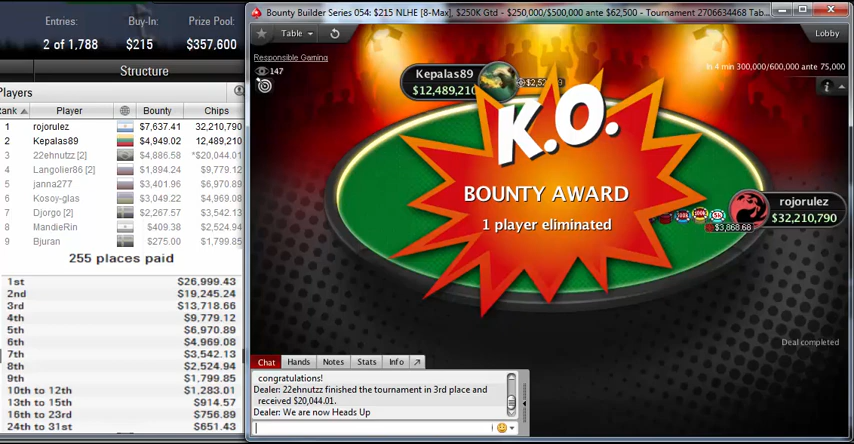 Entries: Buy-In: Prize Pool:
2 of 1,788 $215 $357,600
Structure
Players
Rank Player Bounty Chips
1 rojorulez $7,637.41 32,210,790
2 Kepalas89 $4,949.02 12,489,210
3 22ehnutzz [2] $4,886.58 *$20,044.01
4 Langolier86 [2] $1,894.24 $9,779.12
5 janna277 $3,401.96 $6,970.89
6 Kosoy-glas $3,049.22 $4,969.08
7 Djorgo [2] $2,267.57 $3,542.13
8 MandieRin $409.38 $2,524.94
9 Bjuran $275.00 $1,799.85
255 places paid
1st $26,999.43
2nd $19,245.24
3rd $13,718.66
4th $9,779.12
5th $6,970.89
6th $4,969.08
7th $3,542.13
8th $2,524.94
9th $1,799.85
10th to 12th $1,283.01
13th to 15th $914.57
16th to 23rd $756.89
24th to 31st $651.43
Bounty Builder Series 054: $215 NLHE [8-Max], $250K Gtd - $250,000/$500,000 ante $62,500 - Tournament 2706634468 Tab...
Table Lobby
Responsible Gaming
147
In 4 min 300,000/600,000 ante 75,000
Kepalas89
$12,489,210
K.O.
BOUNTY AWARD
1 player eliminated
rojorulez
$32,210,790
$3,868.68
Deal completed
Chat Hands Notes Stats Info
congratulations!
Dealer: 22ehnutzz finished the tournament in 3rd place and
received $20,044.01.
Dealer: We are now Heads Up